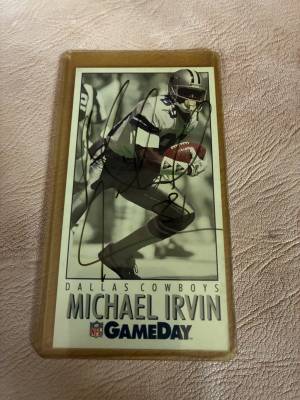 DALLAS COWBOYS
MICHAEL IRVIN
NFL GAMEDAY